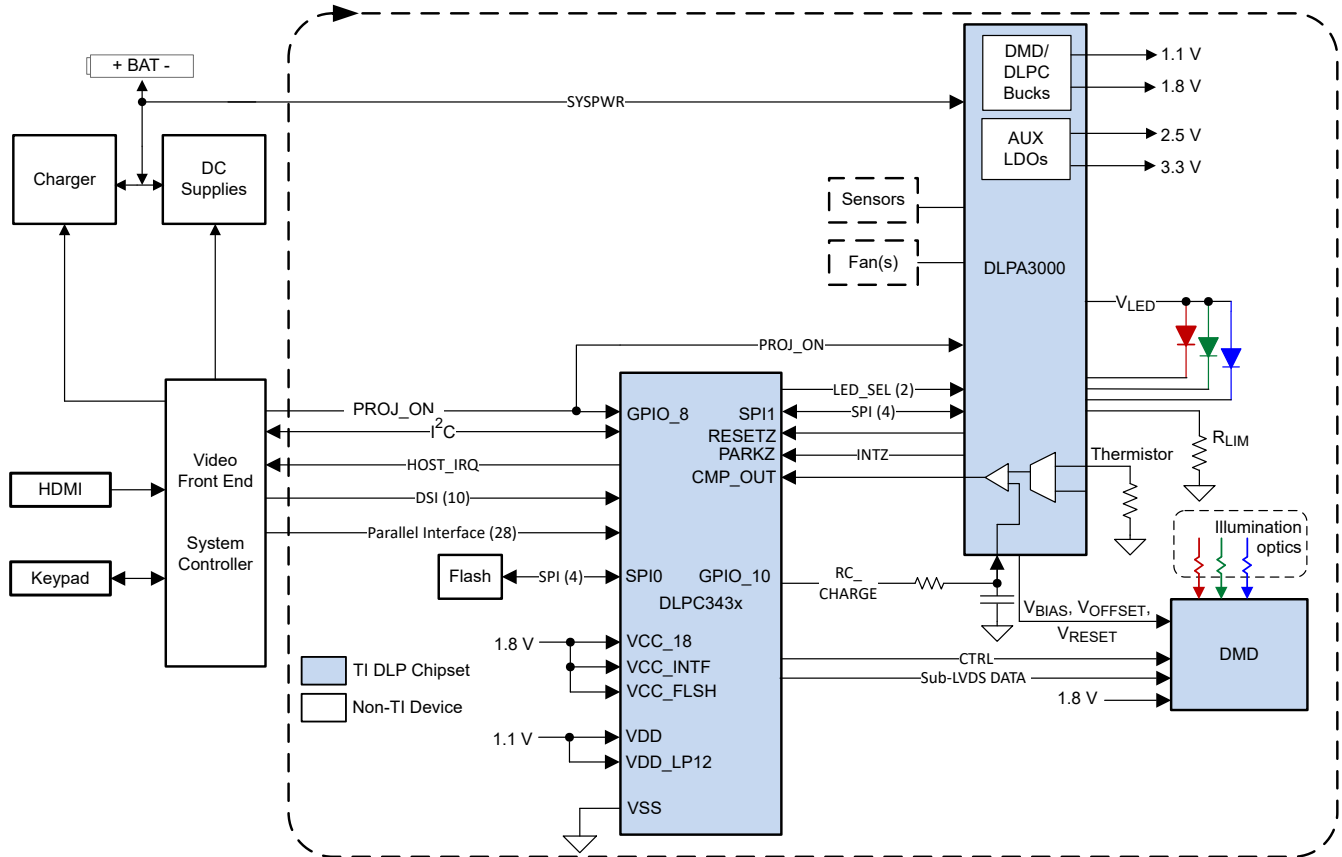 + BAT -
SYSPWR
Charger
DC
Supplies
DMD/
DLPC
Bucks
1.1 V
1.8 V
AUX
LDOs
2.5 V
3.3 V
Sensors
Fan(s)
DLPA3000
VLED
PROJ_ON
PROJ_ON
I2C
HOST_IRQ
DSI (10)
Parallel Interface (28)
Video
Front End
System
Controller
HDMI
Keypad
GPIO_8
SPI1
RESETZ
PARKZ
CMP_OUT
LED_SEL (2)
SPI (4)
INTZ
Thermistor
RLIM
Illumination
optics
Flash
SPI (4)
SPI0
GPIO_10
DLPC343x
RC_
CHARGE
VBIAS, VOFFSET,
VRESET
DMD
CTRL
Sub-LVDS DATA
1.8 V
1.8 V
VCC_18
VCC_INTF
VCC_FLSH
1.1 V
VDD
VDD_LP12
VSS
TI DLP Chipset
Non-TI Device